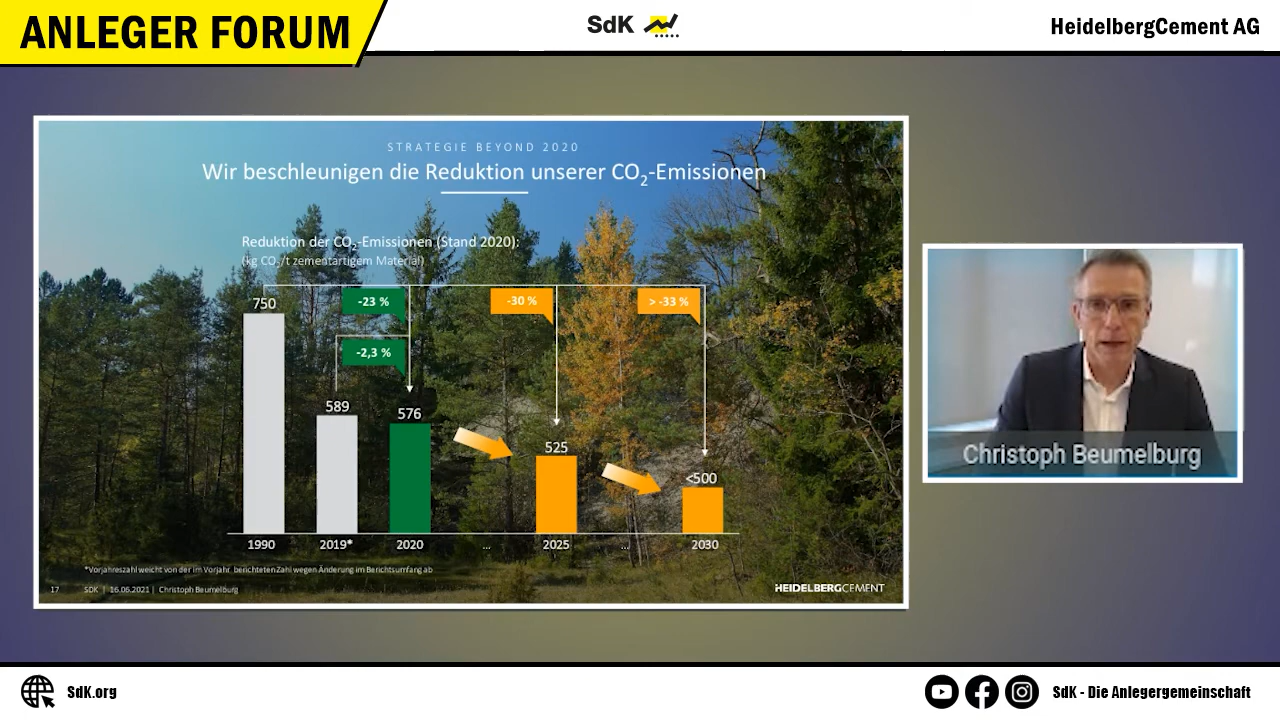 ANLEGER FORUM
SdK
HeidelbergCement AG
STRATEGIE BEYOND 2020
Wir beschleunigen die Reduktion unserer CO₂-Emissionen
Reduktion der CO₂-Emissionen (Stand 2020):
(kg CO₂/t zementartigem Material)
750
-23 %
-30 %
> -33 %
-2,3 %
589
576
525
<500
1990
2019*
2020
...
2025
...
2030
*Vorjahreszahl weicht von der im Vorjahr berichteten Zahl wegen Änderung im Berichtsumfang ab
17
SDK | 16.06.2021 | Christoph Beumelburg
HEIDELBERGCEMENT
Christoph Beumelburg
SdK.org
SdK - Die Anlegergemeinschaft